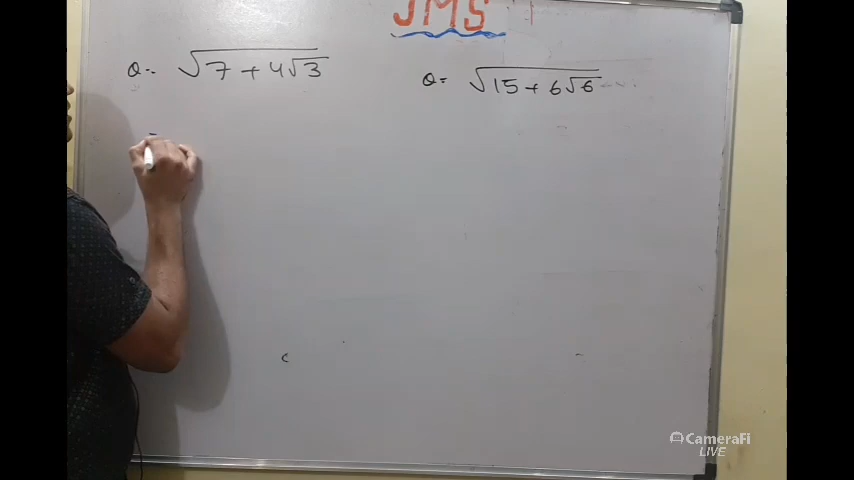 JMS
Q.. √7 + 4√3
Q= √15 + 6√6
CameraFi
LIVE